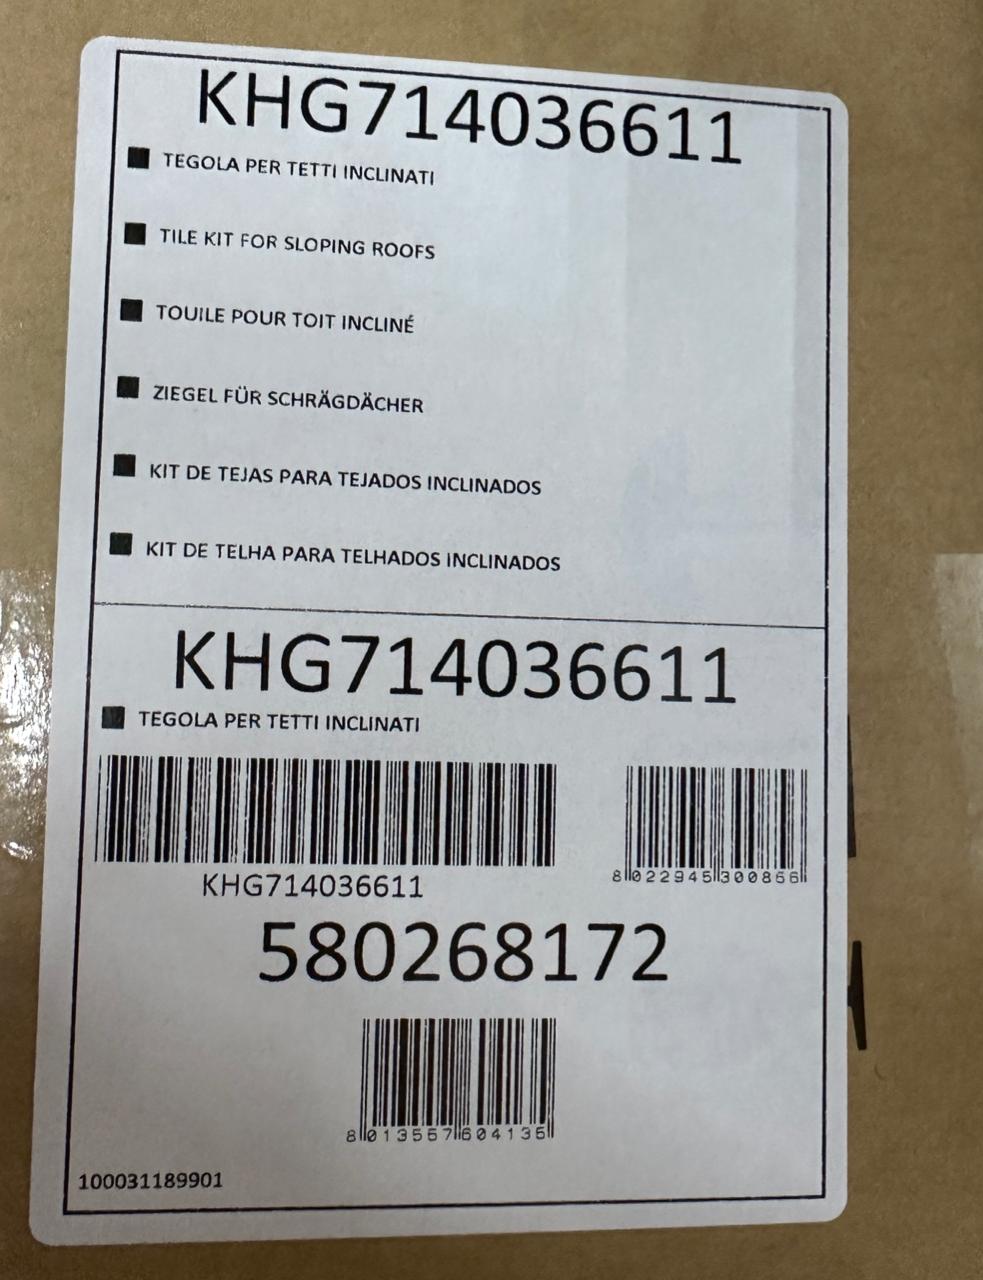 KHG714036611
■ TEGOLA PER TETTI INCLINATI
■ TILE KIT FOR SLOPING ROOFS
■ TOUILE POUR TOIT INCLINÉ
■ ZIEGEL FÜR SCHRÄGDÄCHER
■ KIT DE TEJAS PARA TEJADOS INCLINADOS
■ KIT DE TELHA PARA TELHADOS INCLINADOS
KHG714036611
■ TEGOLA PER TETTI INCLINATI
KHG714036611
8 022945 300866
580268172
8 013557 604135
100031189901